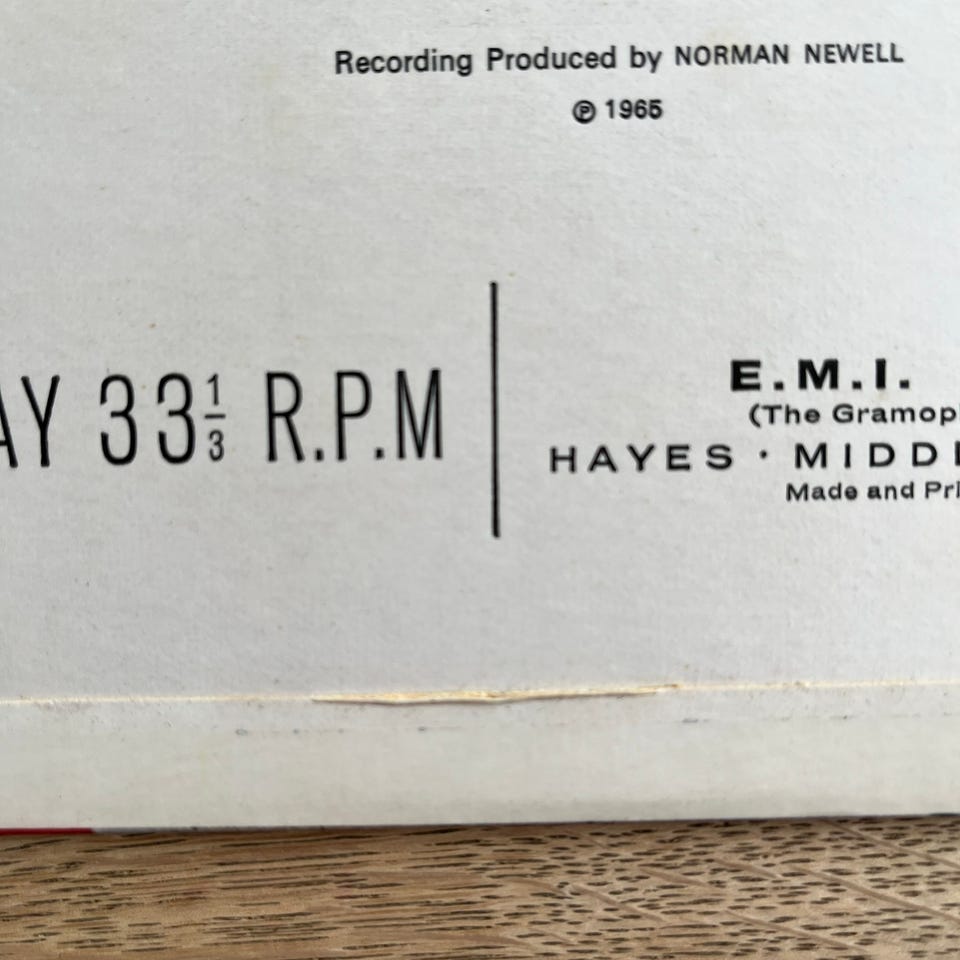 Recording Produced by NORMAN NEWELL
℗ 1965
AY 33⅓ R.P.M
E.M.I.
(The Gramop
HAYES · MIDD
Made and Pri